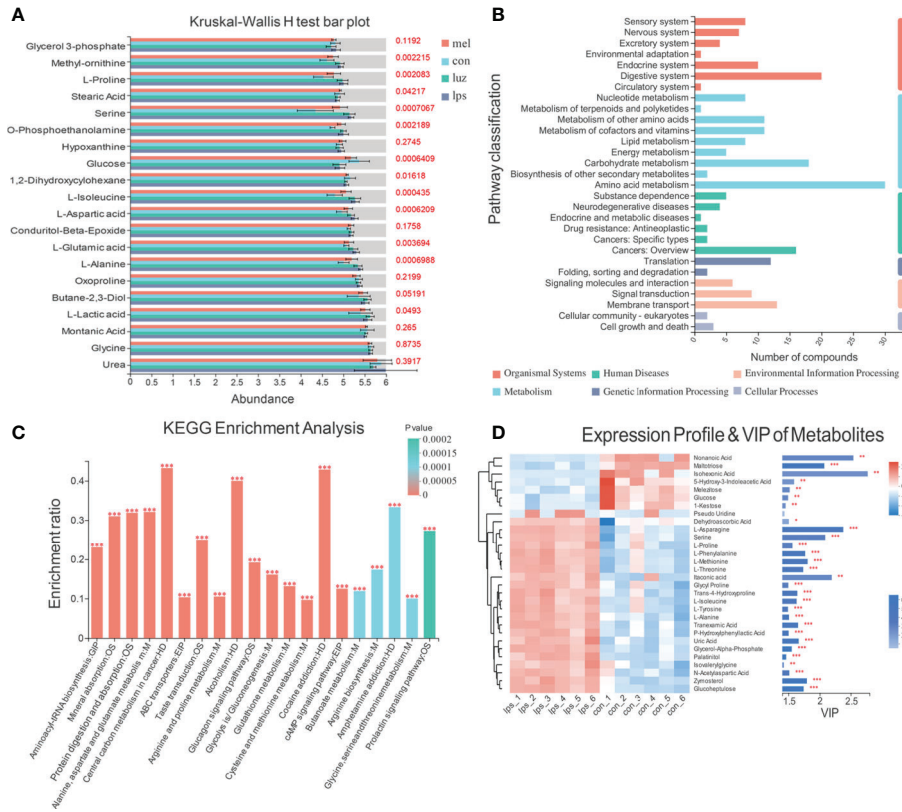 A
Kruskal-Wallis H test bar plot
Glycerol 3-phosphate 0.1192
Methyl-ornithine 0.002215
L-Proline 0.002083
Stearic Acid 0.04217
Serine 0.0007067
O-Phosphoethanolamine 0.002189
Hypoxanthine 0.2745
Glucose 0.0006409
1,2-Dihydroxycylohexane 0.01618
L-Isoleucine 0.000435
L-Aspartic acid 0.0006209
Conduritol-Beta-Epoxide 0.1758
L-Glutamic acid 0.003694
L-Alanine 0.0006988
Oxoproline 0.2199
Butane-2,3-Diol 0.05191
L-Lactic acid 0.0493
Montanic Acid 0.265
Glycine 0.8735
Urea 0.3917
0 0.5 1 1.5 2 2.5 3 3.5 4 4.5 5 5.5 6
Abundance
mel
con
luz
lps
B
Pathway classification
Sensory system
Nervous system
Excretory system
Environmental adaptation
Endocrine system
Digestive system
Circulatory system
Nucleotide metabolism
Metabolism of terpenoids and polyketides
Metabolism of other amino acids
Metabolism of cofactors and vitamins
Lipid metabolism
Energy metabolism
Carbohydrate metabolism
Biosynthesis of other secondary metabolites
Amino acid metabolism
Substance dependence
Neurodegenerative diseases
Endocrine and metabolic diseases
Drug resistance: Antineoplastic
Cancers: Specific types
Cancers: Overview
Translation
Folding, sorting and degradation
Signaling molecules and interaction
Signal transduction
Membrane transport
Cellular community - eukaryotes
Cell growth and death
0 5 10 15 20 25 30
Number of compounds
Organismal Systems
Human Diseases
Environmental Information Processing
Metabolism
Genetic Information Processing
Cellular Processes
C
KEGG Enrichment Analysis
P value
0.0002
0.00015
0.0001
0.00005
0
Enrichment ratio
0.4
0.3
0.2
0.1
0
*** *** *** *** *** *** *** *** *** *** *** *** *** *** *** *** *** *** *** ***
Aminoacyl-tRNA biosynthesis:GIP
Mineral absorption:OS
Protein digestion and absorption:OS
Alanine, aspartate and glutamate metabolis m:M
Central carbon metabolism in cancer:HD
ABC transporters:EIP
Taste transduction:OS
Arginine and proline metabolism:M
Alcoholism:HD
Glucagon signaling pathway:OS
Glycolys is/ Gluconeogenesis:M
Glutathione metabolism:M
Cysteine and methionine metabolism:M
Cocaine addiction:HD
cAMP signaling pathway:EIP
Butanoate metabolism:M
Arginine biosynthesis:M
Amphetamine addiction:HD
Glycine,serineandthreoninemetabolism:M
Prolactin signaling pathway:OS
D
Expression Profile & VIP of Metabolites
Nonanoic Acid **
Maltotriose ***
Isohexonic Acid **
5-Hydroxy-3-Indoleacetic Acid **
Glucose **
1-Kestose **
Pseudo Uridine
Dehydroascorbic Acid *
L-Asparagine ***
Serine ***
L-Proline ***
L-Phenylalanine ***
L-Methionine ***
L-Threonine ***
Itaconic acid **
Glycyl Proline ***
Trans-4-Hydroxyproline ***
L-Isoleucine ***
L-Tyrosine ***
L-Alanine ***
Tranexamic Acid ***
P-Hydroxyphenyllactic Acid ***
Uric Acid ***
Glycerol-Alpha-Phosphate ***
Palatinitol ***
Isovalerylglycine **
N-Acetylaspartic Acid ***
Zymosterol ***
Glucoheptulose ***
lps_1 lps_2 lps_3 lps_4 lps_5 lps_6 con_1 con_2 con_3 con_4 con_5 con_6
1.5 2 2.5
VIP